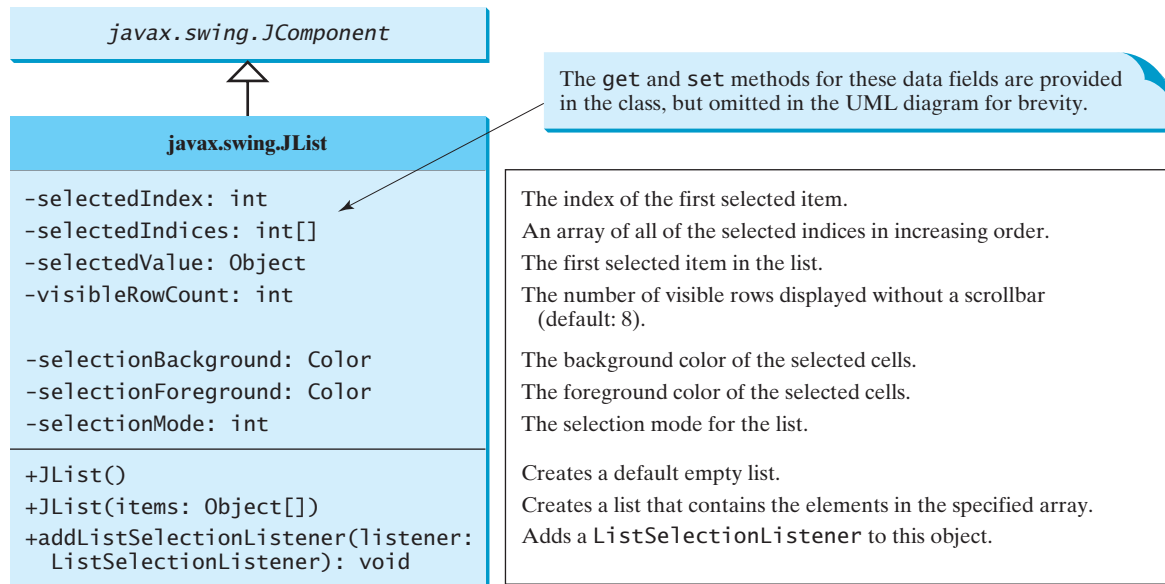 javax.swing.JComponent
The get and set methods for these data fields are provided
in the class, but omitted in the UML diagram for brevity.
javax.swing.JList
-selectedIndex: int
The index of the first selected item.
-selectedIndices: int[]
An array of all of the selected indices in increasing order.
-selectedValue: Object
The first selected item in the list.
-visibleRowCount: int
The number of visible rows displayed without a scrollbar
(default: 8).
-selectionBackground: Color
The background color of the selected cells.
-selectionForeground: Color
The foreground color of the selected cells.
-selectionMode: int
The selection mode for the list.
+JList()
Creates a default empty list.
+JList(items: Object[])
Creates a list that contains the elements in the specified array.
+addListSelectionListener(listener:
Adds a ListSelectionListener to this object.
ListSelectionListener): void